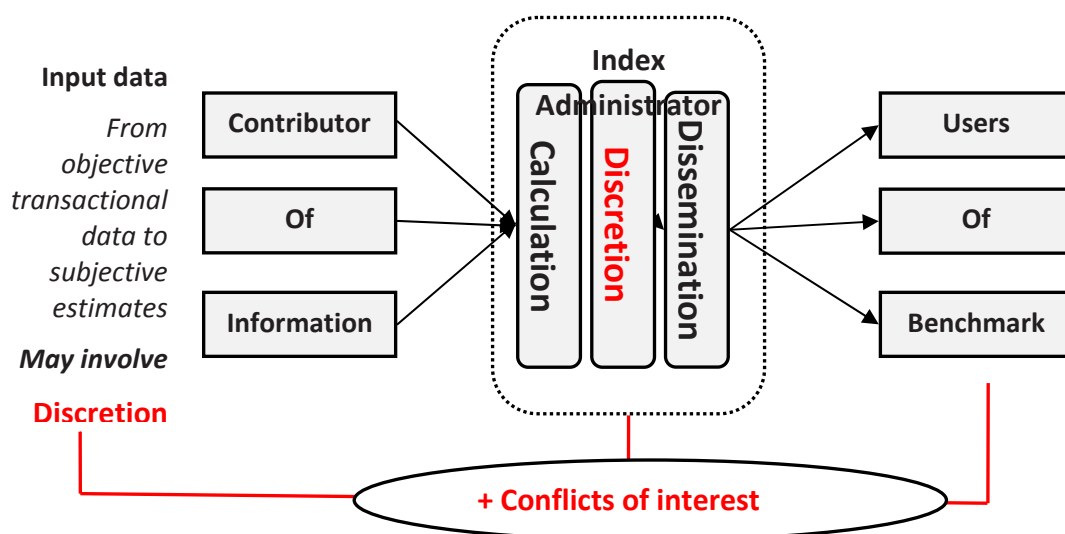 Input data
From
objective
transactional
data to
subjective
estimates
May involve
Discretion
Contributor
Of
Information
Index
Administrator
Calculation
Discretion
Dissemination
Users
Of
Benchmark
+ Conflicts of interest